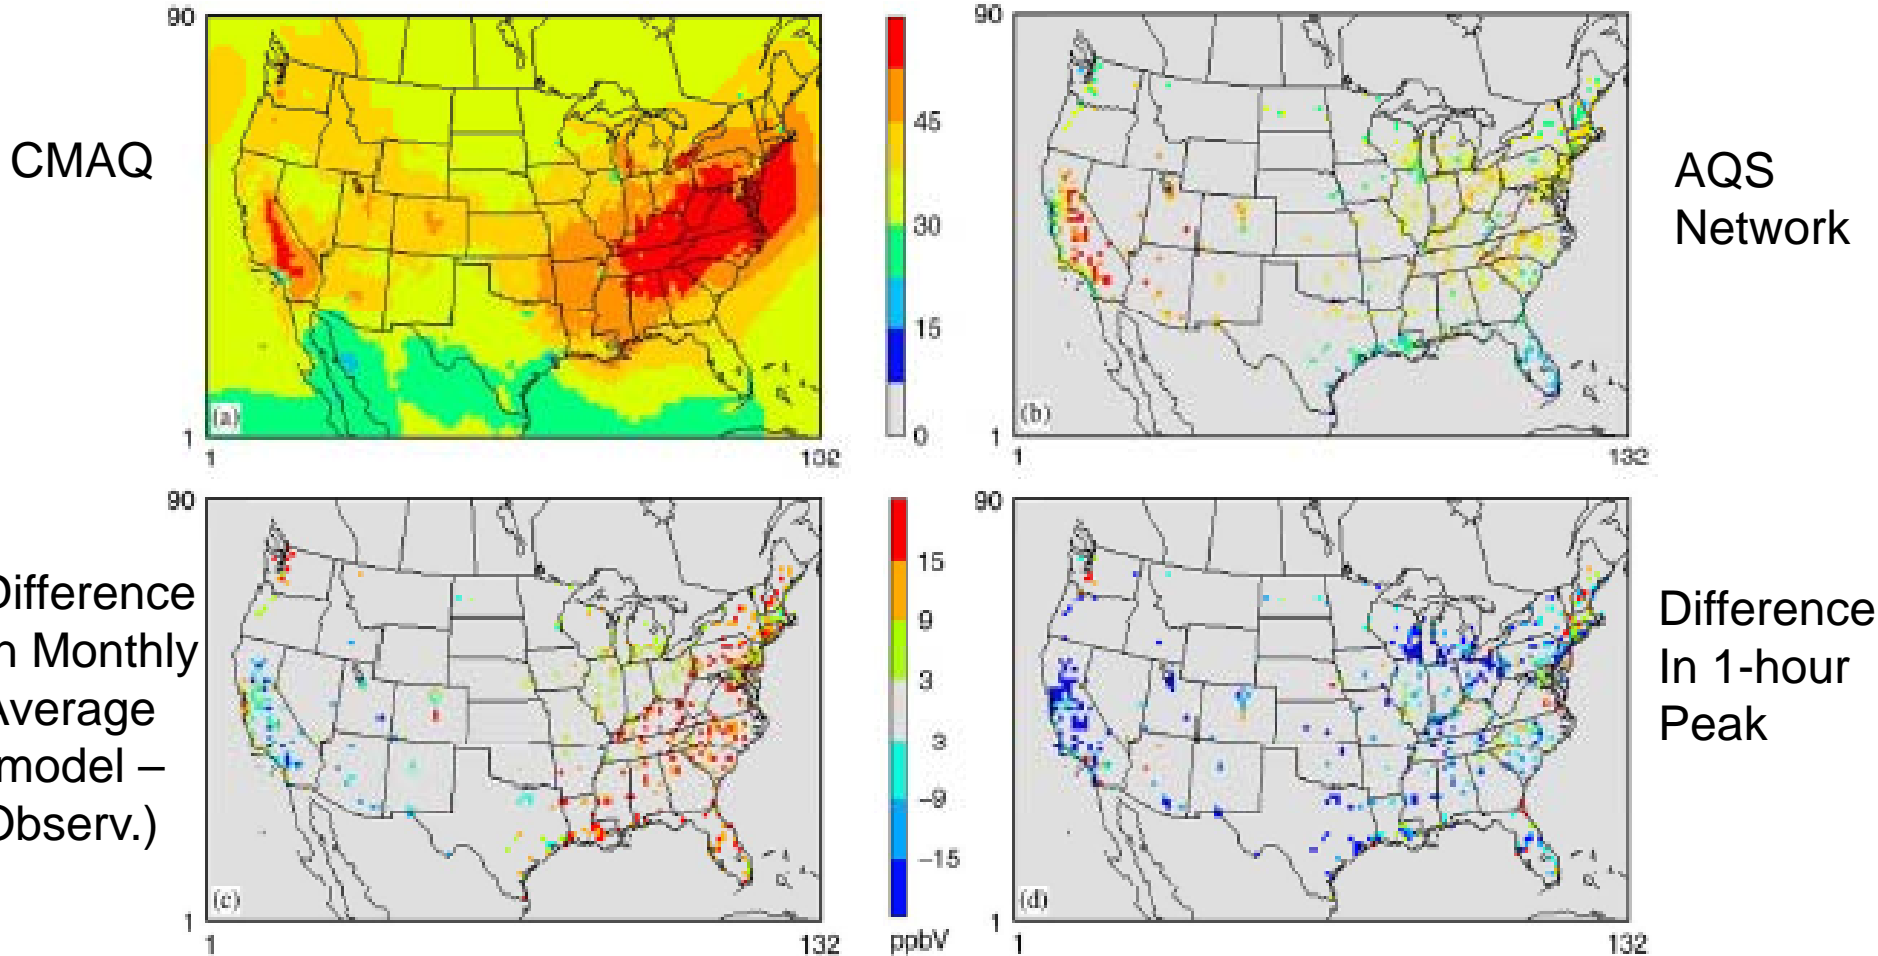 CMAQ
90
1
1
132
(a)
45
30
15
0
90
1
1
132
(b)
AQS
Network
Difference
n Monthly
Average
model –
Observ.)
90
1
1
132
(c)
15
9
3
3
−9
−15
ppbV
90
1
1
132
(d)
Difference
In 1-hour
Peak